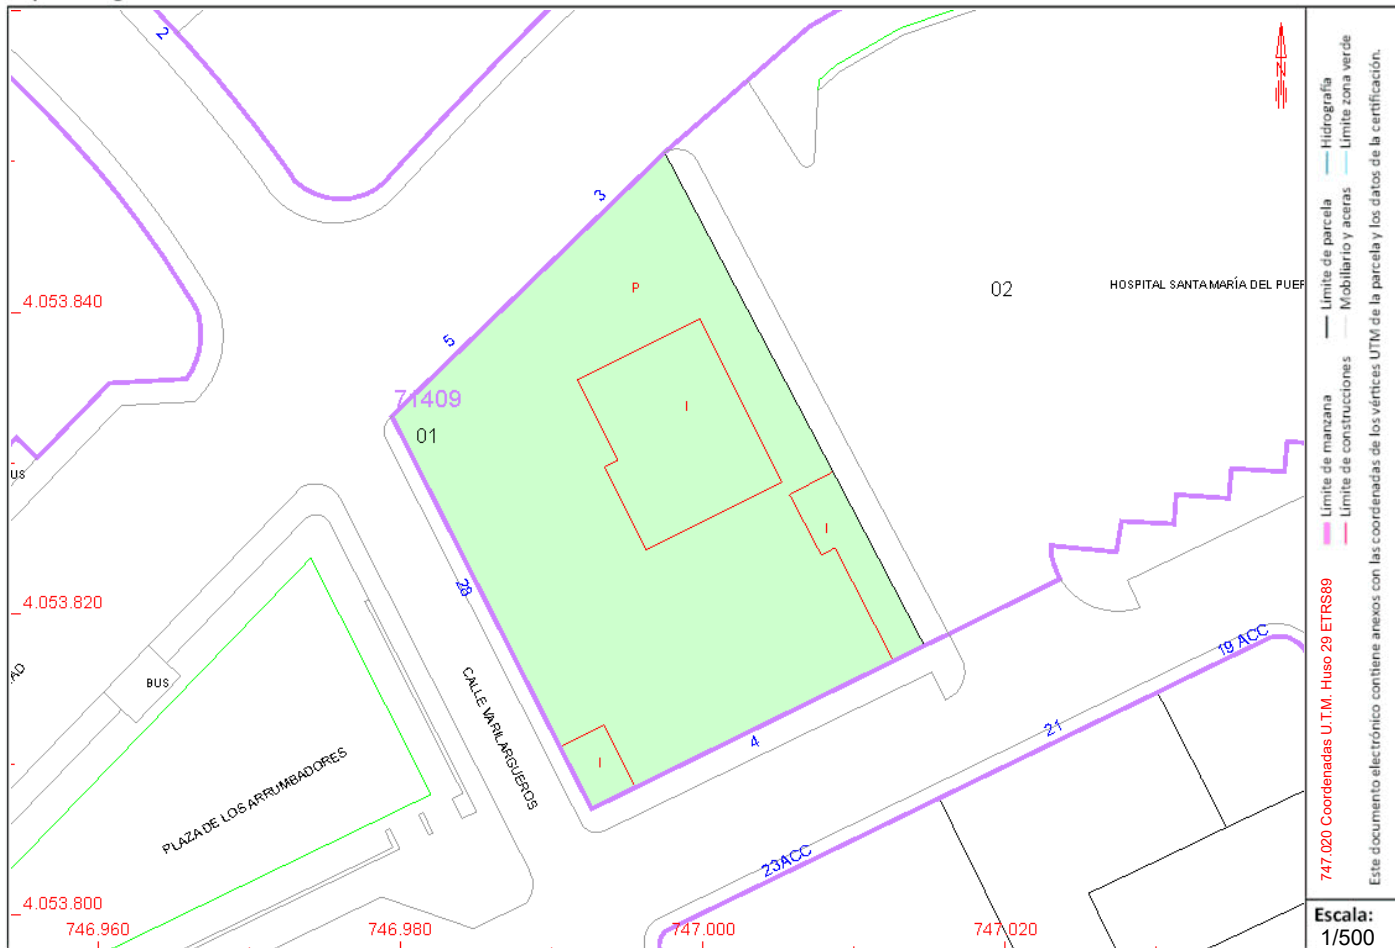 2
3
4.053.840
P
02
HOSPITAL SANTA MARÍA DEL PUER
5
71409
01
I
US
I
28
4.053.820
19 ACC
BUS
CALLE VARILARGUEROS
4
21
I
PLAZA DE LOS ARRUMBADORES
23ACC
4.053.800
746.960
746.980
747.000
747.020
N
Hidrografía
Límite zona verde
Límite de parcela
Mobiliario y aceras
Límite de manzana
Límite de construcciones
747.020 Coordenadas U.T.M. Huso 29 ETRS89
Este documento electrónico contiene anexos con las coordenadas de los vértices UTM de la parcela y los datos de la certificación.
Escala:
1/500